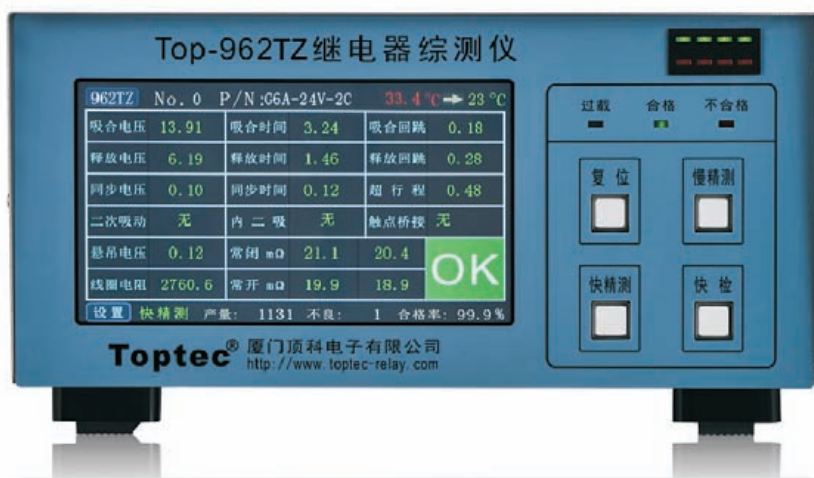 Top-962TZ继电器综测仪
962TZ No. 0 P/N:G6A-24V-2C 33.4℃➡23℃
吸合电压 13.91 吸合时间 3.24 吸合回跳 0.18
释放电压 6.19 释放时间 1.46 释放回跳 0.28
同步电压 0.10 同步时间 0.12 超行程 0.48
二次吸动 无 内二吸 无 触点桥接 无
悬吊电压 0.12 常闭 mΩ 21.1 20.4
OK
线圈电阻 2760.6 常开 mΩ 19.9 18.9
设置 快精测 产量: 1131 不良: 1 合格率: 99.9%
过载 合格 不合格
复位 慢精测
快精测 快检
Toptec® 厦门顶科电子有限公司
http://www.toptec-relay.com